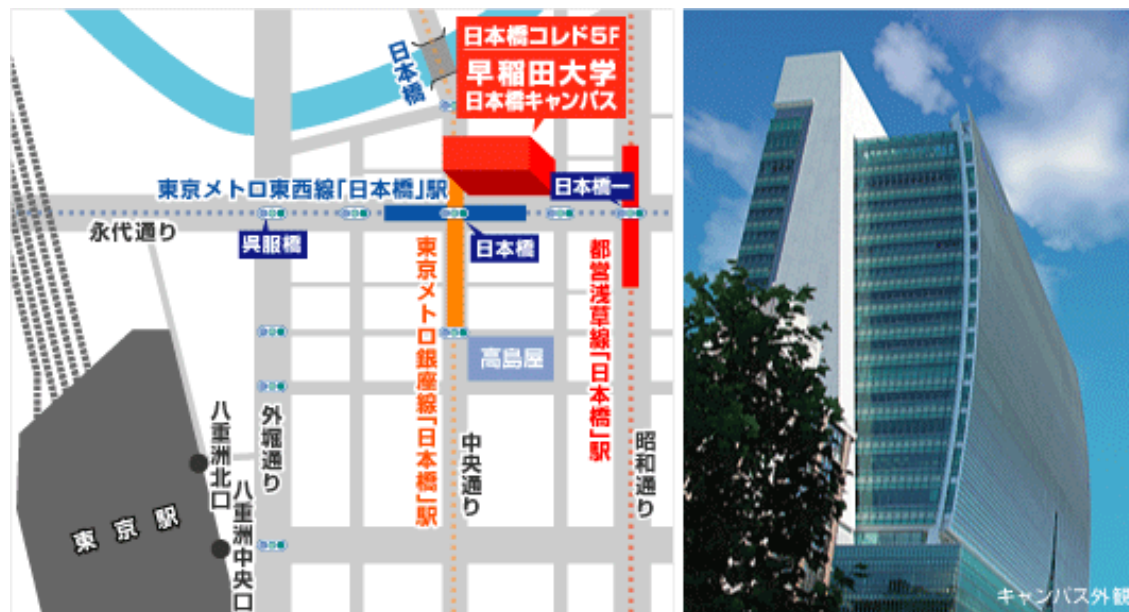 日本橋コレド5F
早稲田大学
日本橋キャンパス
日本橋
東京メトロ東西線「日本橋」駅
日本橋一
永代通り
呉服橋
日本橋
東京メトロ銀座線「日本橋」駅
都営浅草線「日本橋」駅
高島屋
八重洲北口
外堀通り
中央通り
昭和通り
八重洲中央口
東京駅
キャンパス外観